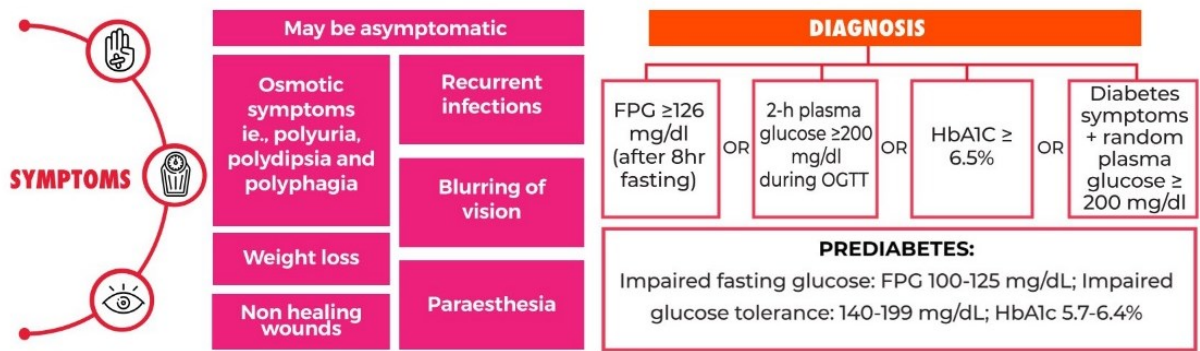 SYMPTOMS
May be asymptomatic
Osmotic
symptoms
ie., polyuria,
polydipsia and
polyphagia
Weight loss
Non healing
wounds
Recurrent
infections
Blurring of
vision
Paraesthesia
DIAGNOSIS
FPG ≥126
mg/dl
(after 8hr
fasting)
OR
2-h plasma
glucose ≥200
mg/dl
during OGTT
OR
HbA1C ≥
6.5%
OR
Diabetes
symptoms
+ random
plasma
glucose ≥
200 mg/dl
PREDIABETES:
Impaired fasting glucose: FPG 100-125 mg/dL; Impaired
glucose tolerance: 140-199 mg/dL; HbA1c 5.7-6.4%